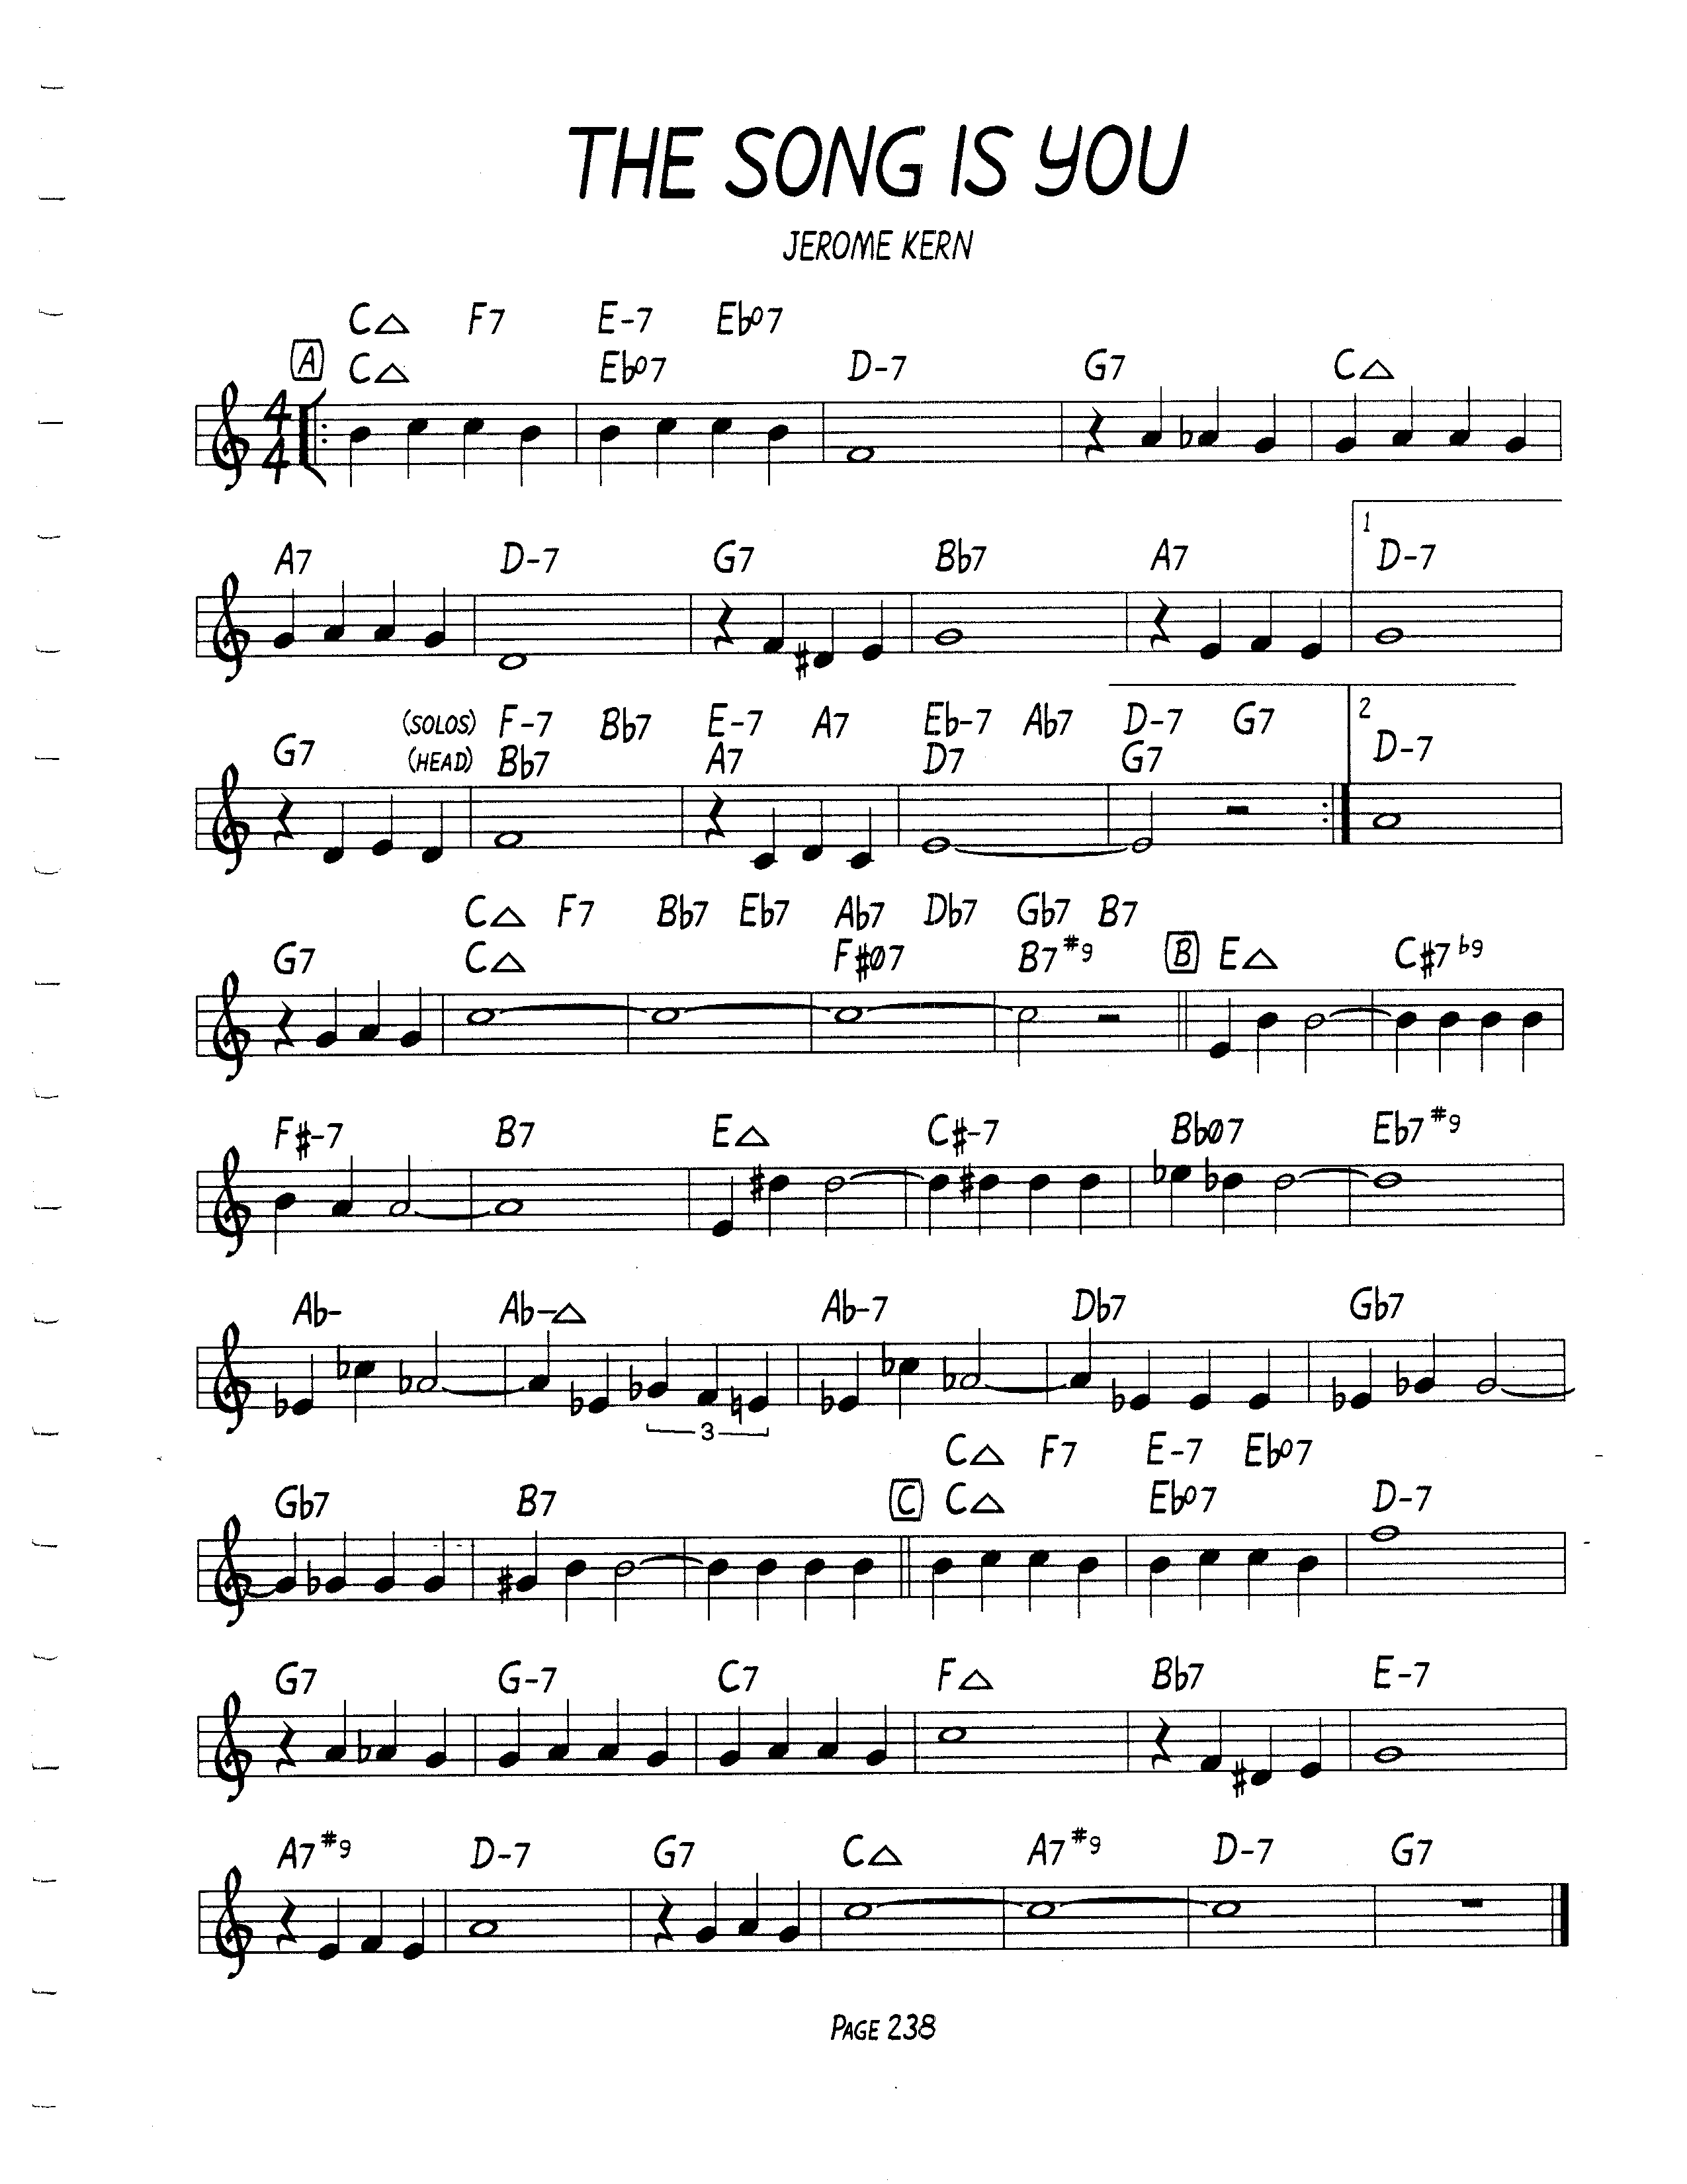 THE SONG IS YOU
JEROME KERN
C△ F7 E-7 Eb°7
A C△ Eb°7 D-7 G7 C△
4
4
1
A7 D-7 G7 Bb7 A7 D-7
(SOLOS) F-7 Bb7 E-7 A7 Eb-7 Ab7 D-7 G7 2
G7 (HEAD) Bb7 A7 D7 G7 D-7
C△ F7 Bb7 Eb7 Ab7 Db7 Gb7 B7
G7 C△ F#ø7 B7#9 B E△ C#7b9
F#-7 B7 E△ C#-7 Bbø7 Eb7#9
Ab- Ab-△ Ab-7 Db7 Gb7
3
C△ F7 E-7 Eb°7
Gb7 B7 C C△ Eb°7 D-7
G7 G-7 C7 F△ Bb7 E-7
A7#9 D-7 G7 C△ A7#9 D-7 G7
PAGE 238